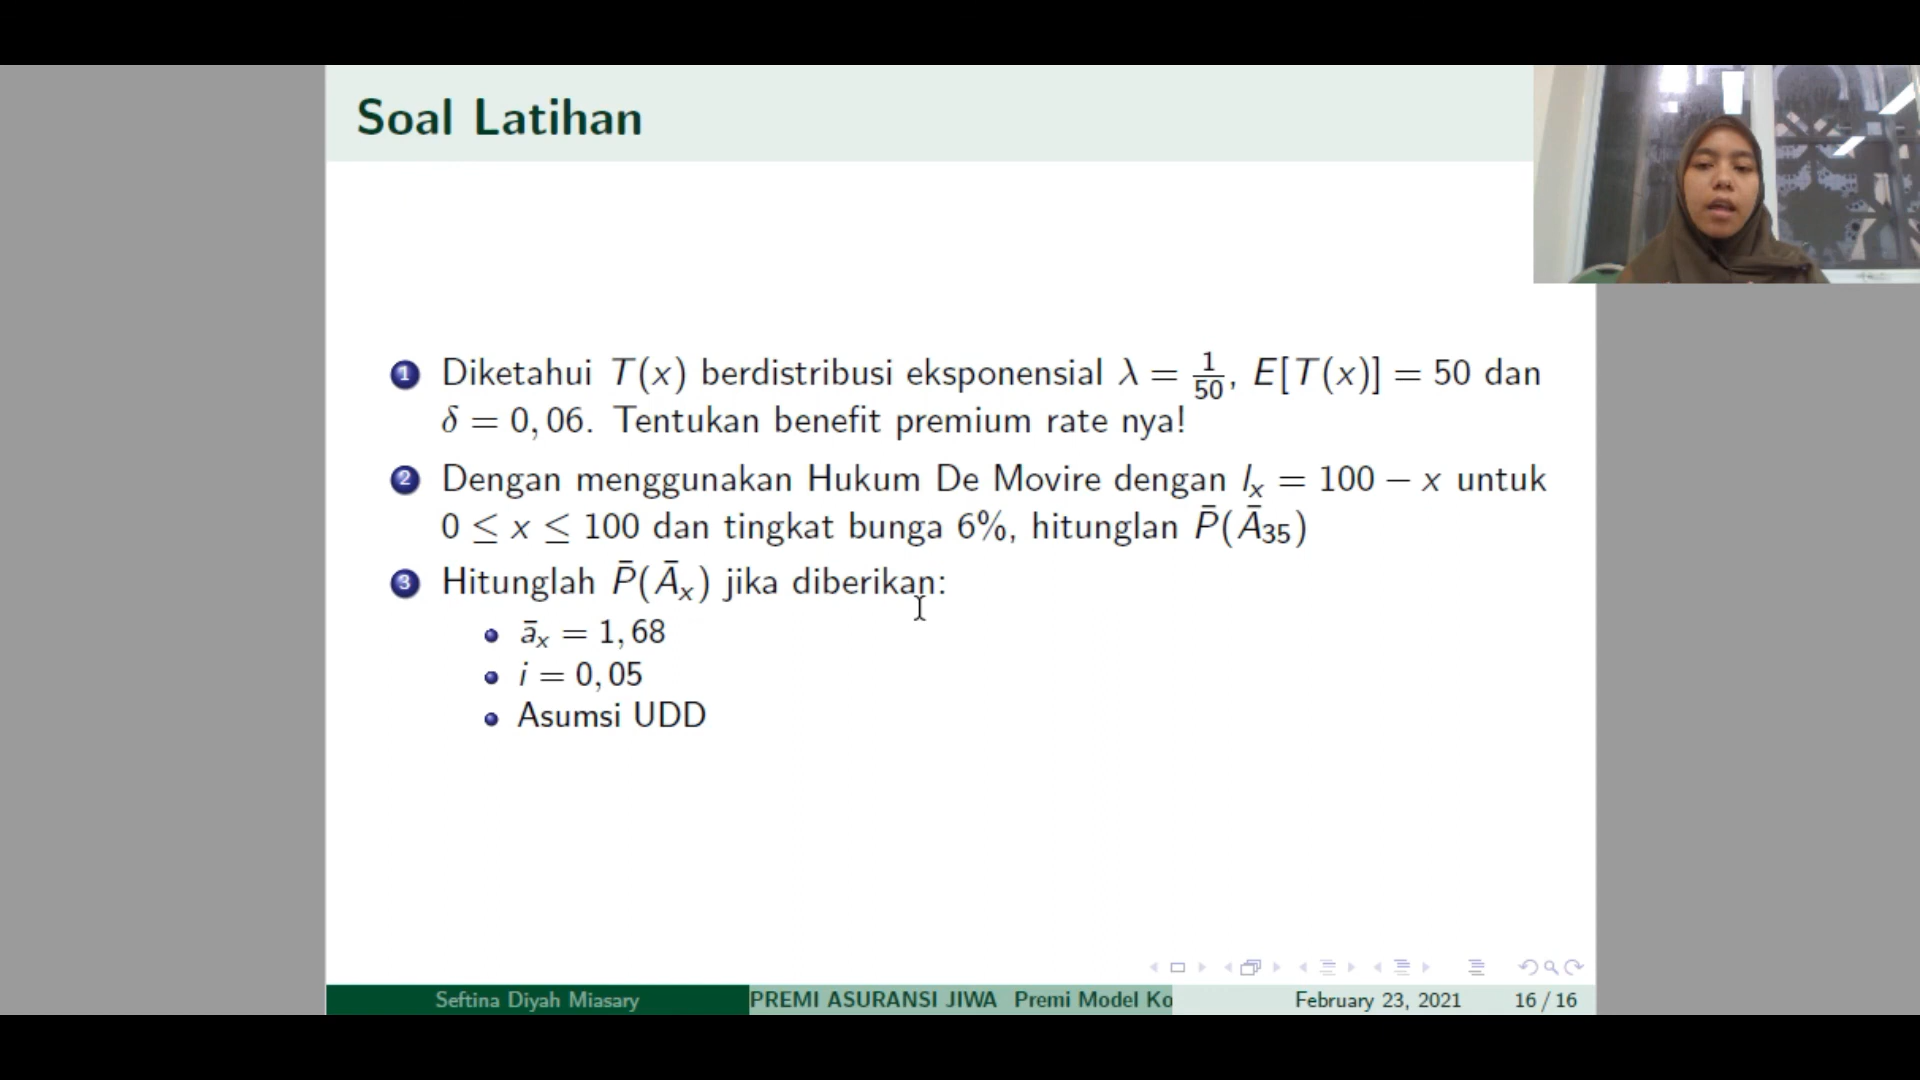 Soal Latihan
1 Diketahui T(x) berdistribusi eksponensial λ = 1/50, E[T(x)] = 50 dan
δ = 0, 06. Tentukan benefit premium rate nya!
2 Dengan menggunakan Hukum De Movire dengan lₓ = 100 − x untuk
0 ≤ x ≤ 100 dan tingkat bunga 6%, hitunglan P̄(Ā₃₅)
3 Hitunglah P̄(Āₓ) jika diberikan:
āₓ = 1, 68
i = 0, 05
Asumsi UDD
Seftina Diyah Miasary PREMI ASURANSI JIWA Premi Model Ko February 23, 2021 16 / 16